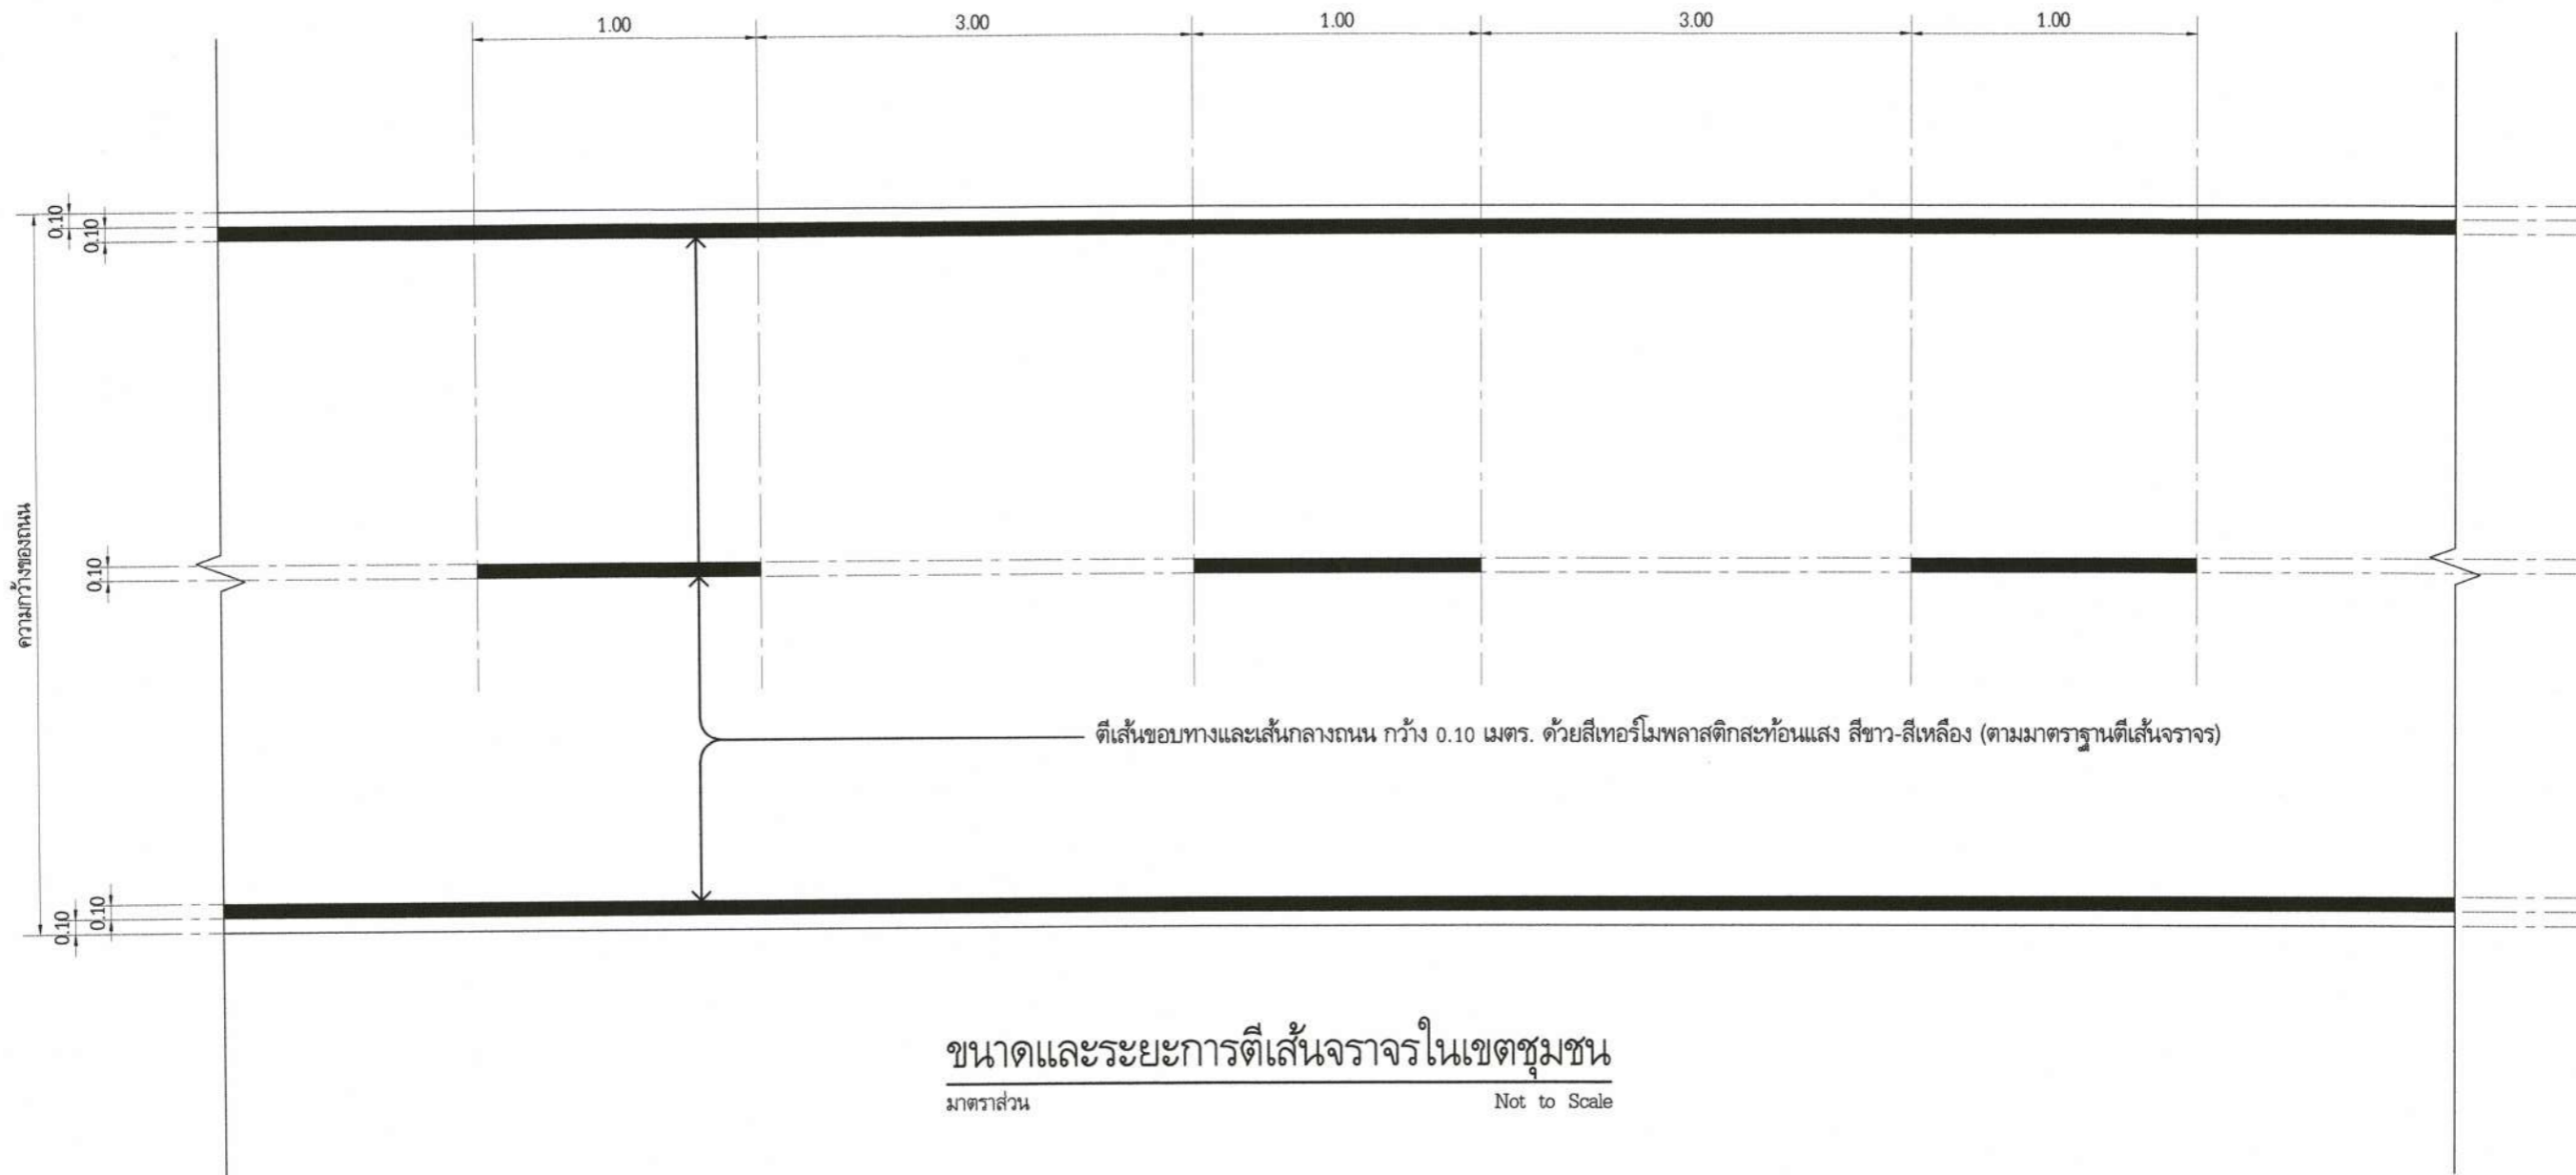 1.00 3.00 1.00 3.00 1.00
0.10
0.10
ความกว้างของถนน
0.10
ตีเส้นขอบทางและเส้นกลางถนน กว้าง 0.10 เมตร. ด้วยสีเทอร์โมพลาสติกสะท้อนแสง สีขาว-สีเหลือง (ตามมาตราฐานตีเส้นจราจร)
0.10
0.10
ขนาดและระยะการตีเส้นจราจรในเขตชุมชน
มาตราส่วน Not to Scale